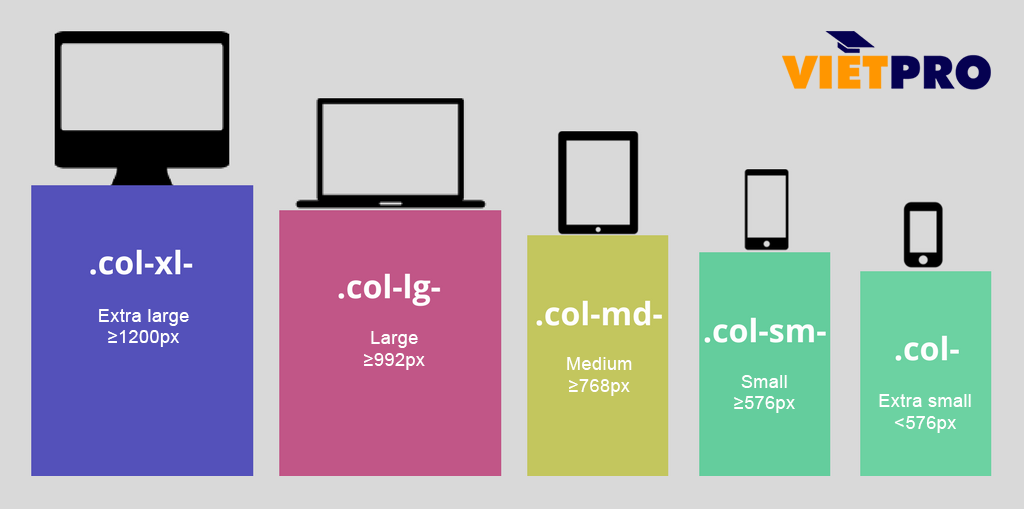 VIETPRO
.col-xl-
Extra large
≥1200px
.col-lg-
Large
≥992px
.col-md-
Medium
≥768px
.col-sm-
Small
≥576px
.col-
Extra small
<576px